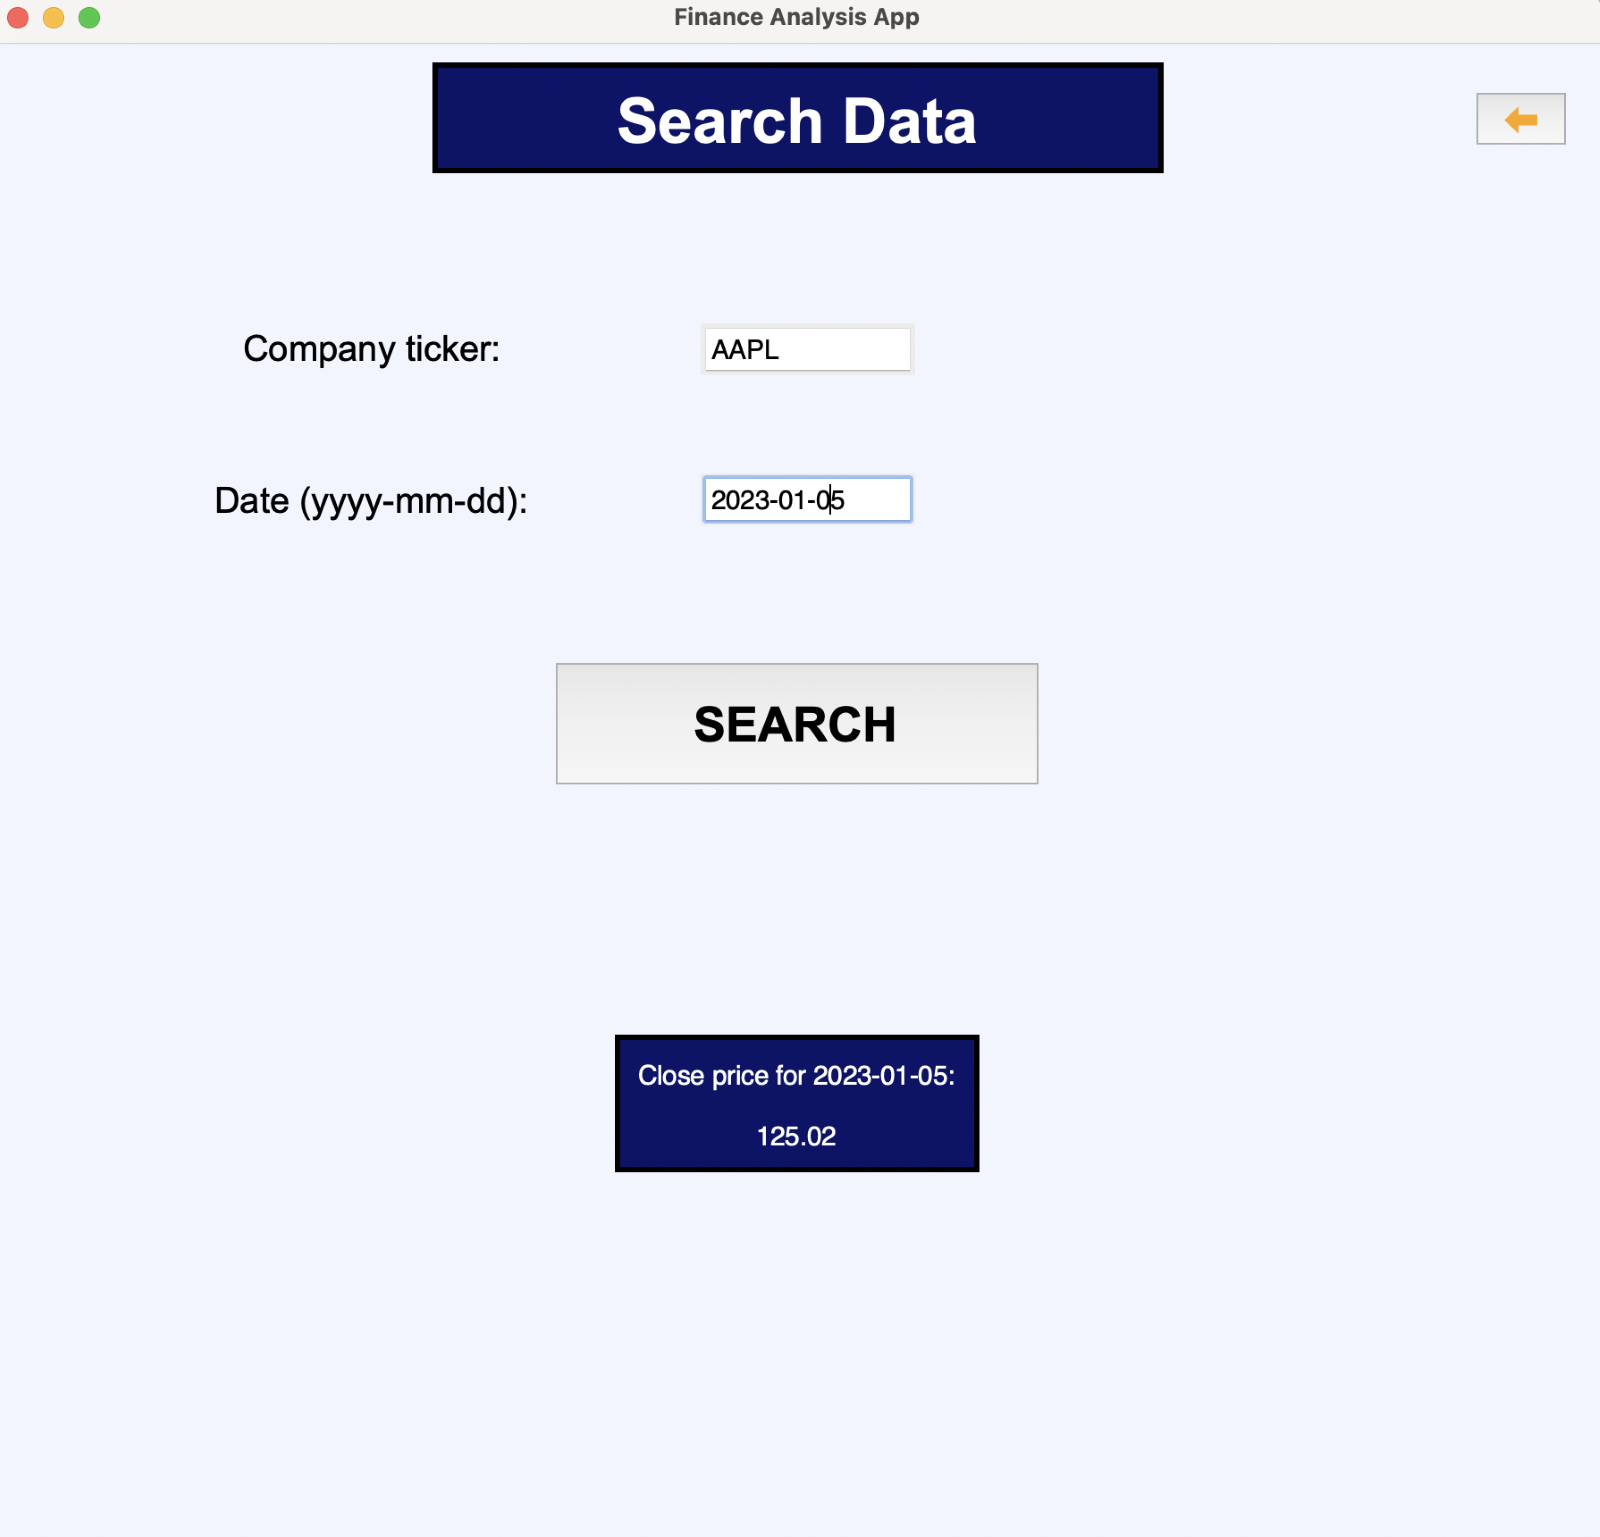 Finance Analysis App
Search Data
Company ticker:
AAPL
Date (yyyy-mm-dd):
2023-01-05
SEARCH
Close price for 2023-01-05:
125.02